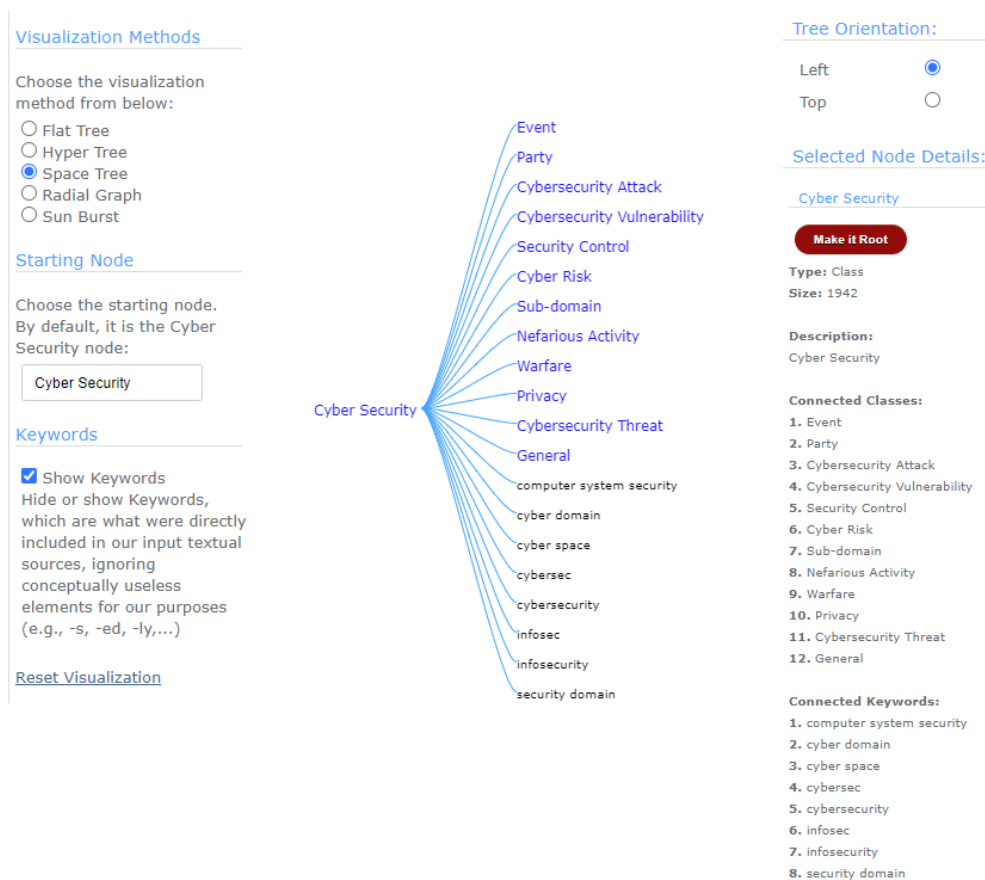 Visualization Methods
Choose the visualization
method from below:
Flat Tree
Hyper Tree
Space Tree
Radial Graph
Sun Burst
Starting Node
Choose the starting node.
By default, it is the Cyber
Security node:
Cyber Security
Keywords
Show Keywords
Hide or show Keywords,
which are what were directly
included in our input textual
sources, ignoring
conceptually useless
elements for our purposes
(e.g., -s, -ed, -ly,...)
Reset Visualization
Cyber Security
Event
Party
Cybersecurity Attack
Cybersecurity Vulnerability
Security Control
Cyber Risk
Sub-domain
Nefarious Activity
Warfare
Privacy
Cybersecurity Threat
General
computer system security
cyber domain
cyber space
cybersec
cybersecurity
infosec
infosecurity
security domain
Tree Orientation:
Left
Top
Selected Node Details:
Cyber Security
Make it Root
Type: Class
Size: 1942
Description:
Cyber Security
Connected Classes:
1. Event
2. Party
3. Cybersecurity Attack
4. Cybersecurity Vulnerability
5. Security Control
6. Cyber Risk
7. Sub-domain
8. Nefarious Activity
9. Warfare
10. Privacy
11. Cybersecurity Threat
12. General
Connected Keywords:
1. computer system security
2. cyber domain
3. cyber space
4. cybersec
5. cybersecurity
6. infosec
7. infosecurity
8. security domain